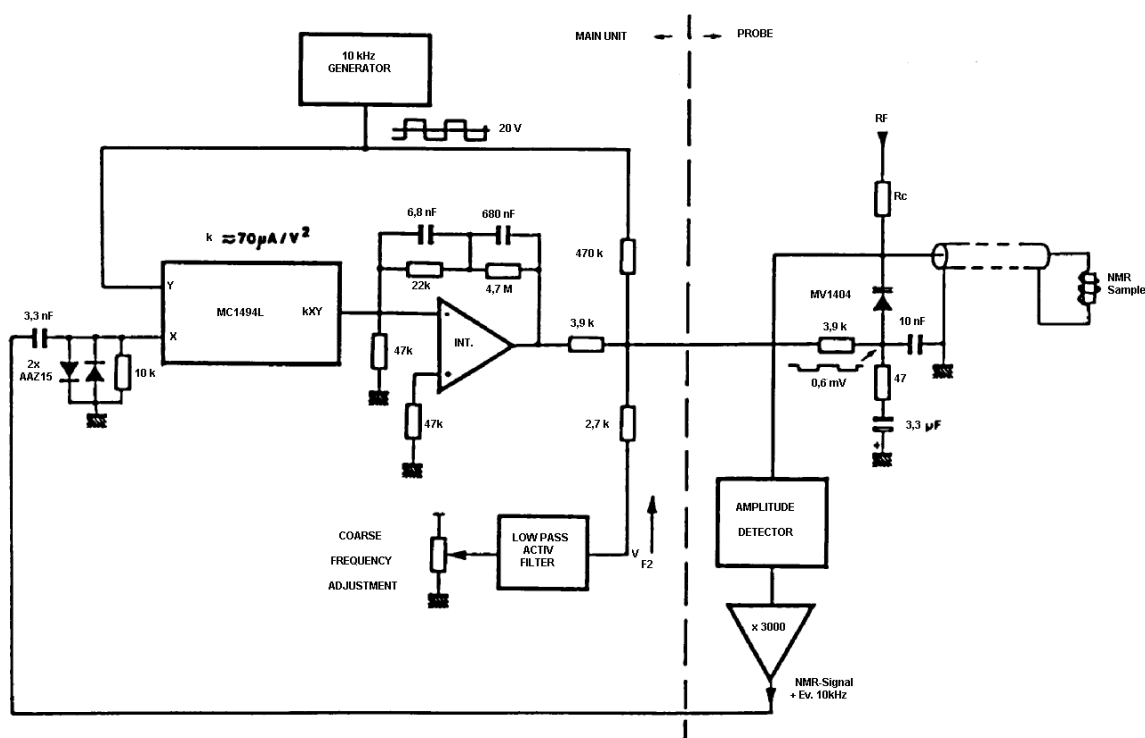 MAIN UNIT
PROBE
10 kHz
GENERATOR
20 V
RF
Rc
6,8 nF
680 nF
k ≈70µA/V²
22k
4,7 M
470 k
MV1404
NMR
Sample
Y
MC1494L
kXY
X
3,3 nF
2x
AAZ15
10 k
47k
-
INT.
+
3,9 k
3,9 k
10 nF
0,6 mV
47
47k
2,7 k
3,3 µF
+
COARSE
FREQUENCY
ADJUSTMENT
LOW PASS
ACTIV
FILTER
V
F2
AMPLITUDE
DETECTOR
x 3000
NMR-Signal
+ Ev. 10kHz